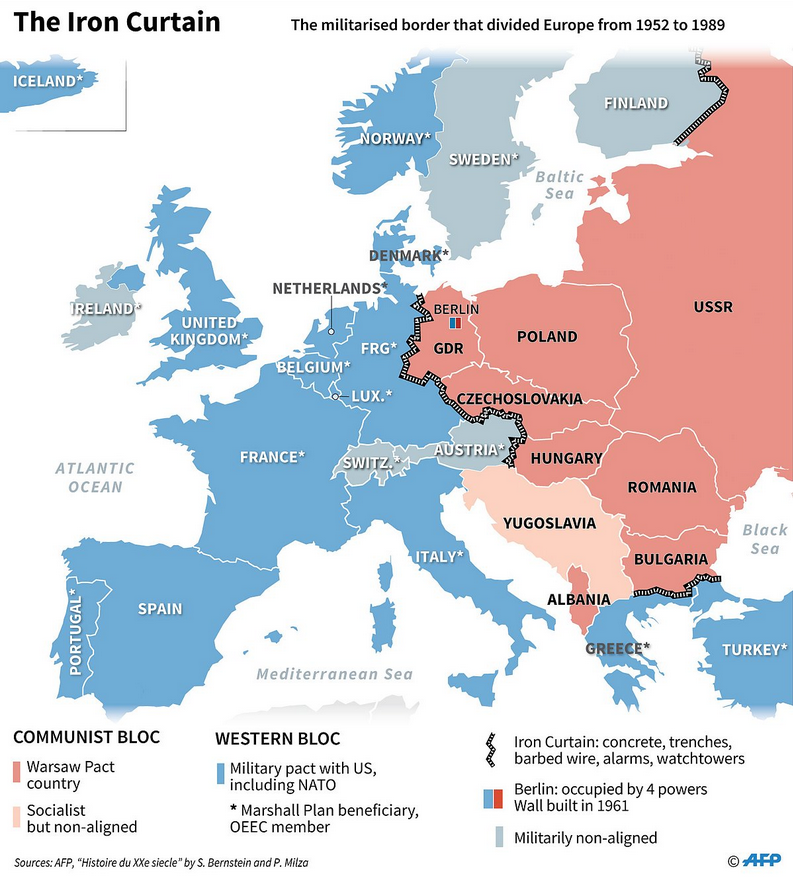 The Iron Curtain
The militarised border that divided Europe from 1952 to 1989
ICELAND*
FINLAND
NORWAY*
SWEDEN*
Baltic
Sea
DENMARK*
NETHERLANDS*
IRELAND*
UNITED
KINGDOM*
BERLIN
USSR
POLAND
FRG*
GDR
BELGIUM*
LUX.*
CZECHOSLOVAKIA
FRANCE*
SWITZ.*
AUSTRIA*
HUNGARY
ATLANTIC
OCEAN
ROMANIA
YUGOSLAVIA
Black
Sea
ITALY*
BULGARIA
ALBANIA
PORTUGAL*
SPAIN
GREECE*
TURKEY*
Mediterranean Sea
COMMUNIST BLOC
Warsaw Pact
country
Socialist
but non-aligned
WESTERN BLOC
Military pact with US,
including NATO
* Marshall Plan beneficiary,
OEEC member
Iron Curtain: concrete, trenches,
barbed wire, alarms, watchtowers
Berlin: occupied by 4 powers
Wall built in 1961
Militarily non-aligned
Sources: AFP, “Histoire du XXe siecle” by S. Bernstein and P. Milza
© AFP